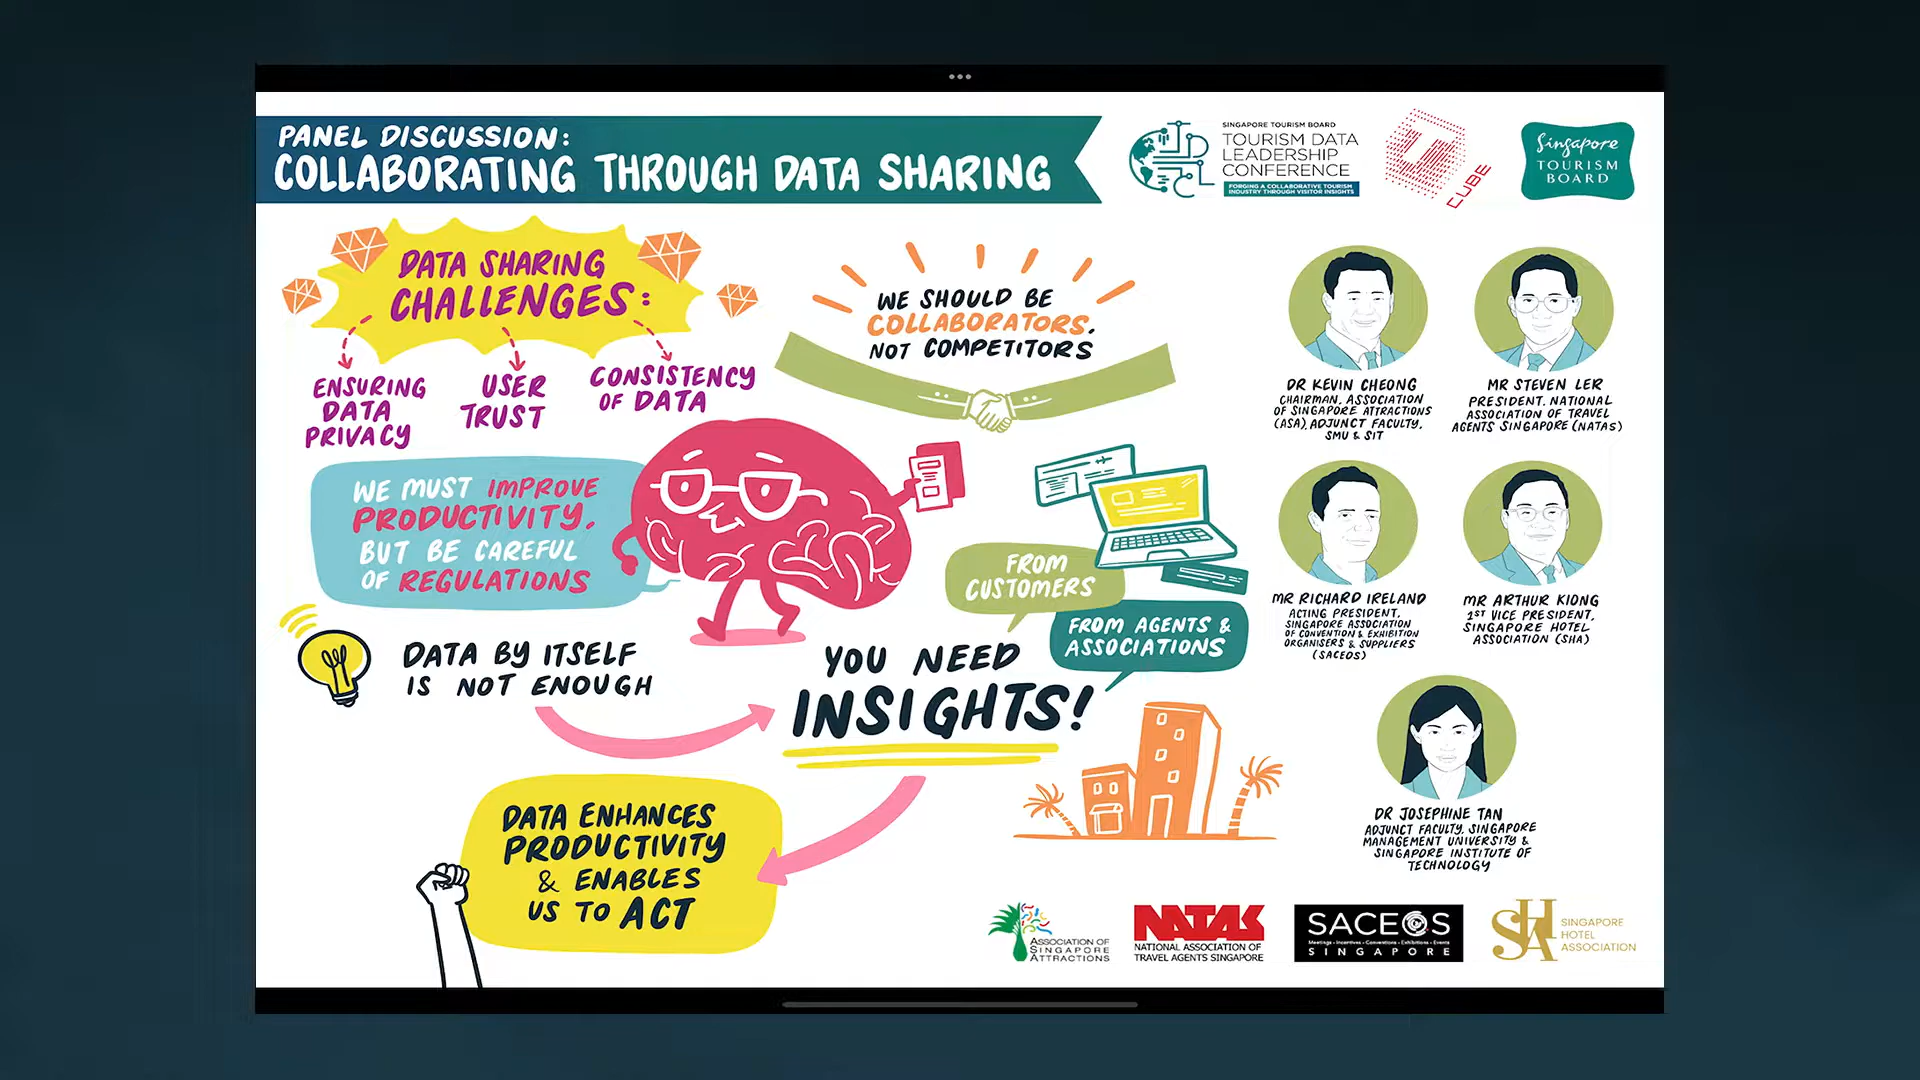 PANEL DISCUSSION:
COLLABORATING THROUGH DATA SHARING
SINGAPORE TOURISM BOARD
TOURISM DATA
LEADERSHIP
CONFERENCE
FORGING A COLLABORATIVE TOURISM
INDUSTRY THROUGH VISITOR INSIGHTS
TDLC
T
CUBE
Singapore
TOURISM
BOARD
DATA SHARING
CHALLENGES:
ENSURING
DATA
PRIVACY
USER
TRUST
CONSISTENCY
OF DATA
WE SHOULD BE
COLLABORATORS,
NOT COMPETITORS
WE MUST IMPROVE
PRODUCTIVITY,
BUT BE CAREFUL
OF REGULATIONS
FROM
CUSTOMERS
FROM AGENTS &
ASSOCIATIONS
DATA BY ITSELF
IS NOT ENOUGH
YOU NEED
INSIGHTS!
DATA ENHANCES
PRODUCTIVITY
& ENABLES
US TO ACT
DR KEVIN CHEONG
CHAIRMAN, ASSOCIATION
OF SINGAPORE ATTRACTIONS
(ASA), ADJUNCT FACULTY,
SMU & SIT
MR STEVEN LER
PRESIDENT, NATIONAL
ASSOCIATION OF TRAVEL
AGENTS SINGAPORE (NATAS)
MR RICHARD IRELAND
ACTING PRESIDENT,
SINGAPORE ASSOCIATION
OF CONVENTION & EXHIBITION
ORGANISERS & SUPPLIERS
(SACEOS)
MR ARTHUR KIONG
1ST VICE PRESIDENT,
SINGAPORE HOTEL
ASSOCIATION (SHA)
DR JOSEPHINE TAN
ADJUNCT FACULTY, SINGAPORE
MANAGEMENT UNIVERSITY &
SINGAPORE INSTITUTE OF
TECHNOLOGY
ASSOCIATION OF
SINGAPORE
ATTRACTIONS
NATAS
NATIONAL ASSOCIATION OF
TRAVEL AGENTS SINGAPORE
SACEOS
Meetings - Incentives - Conventions - Exhibitions - Events
SINGAPORE
SHA
SINGAPORE
HOTEL
ASSOCIATION